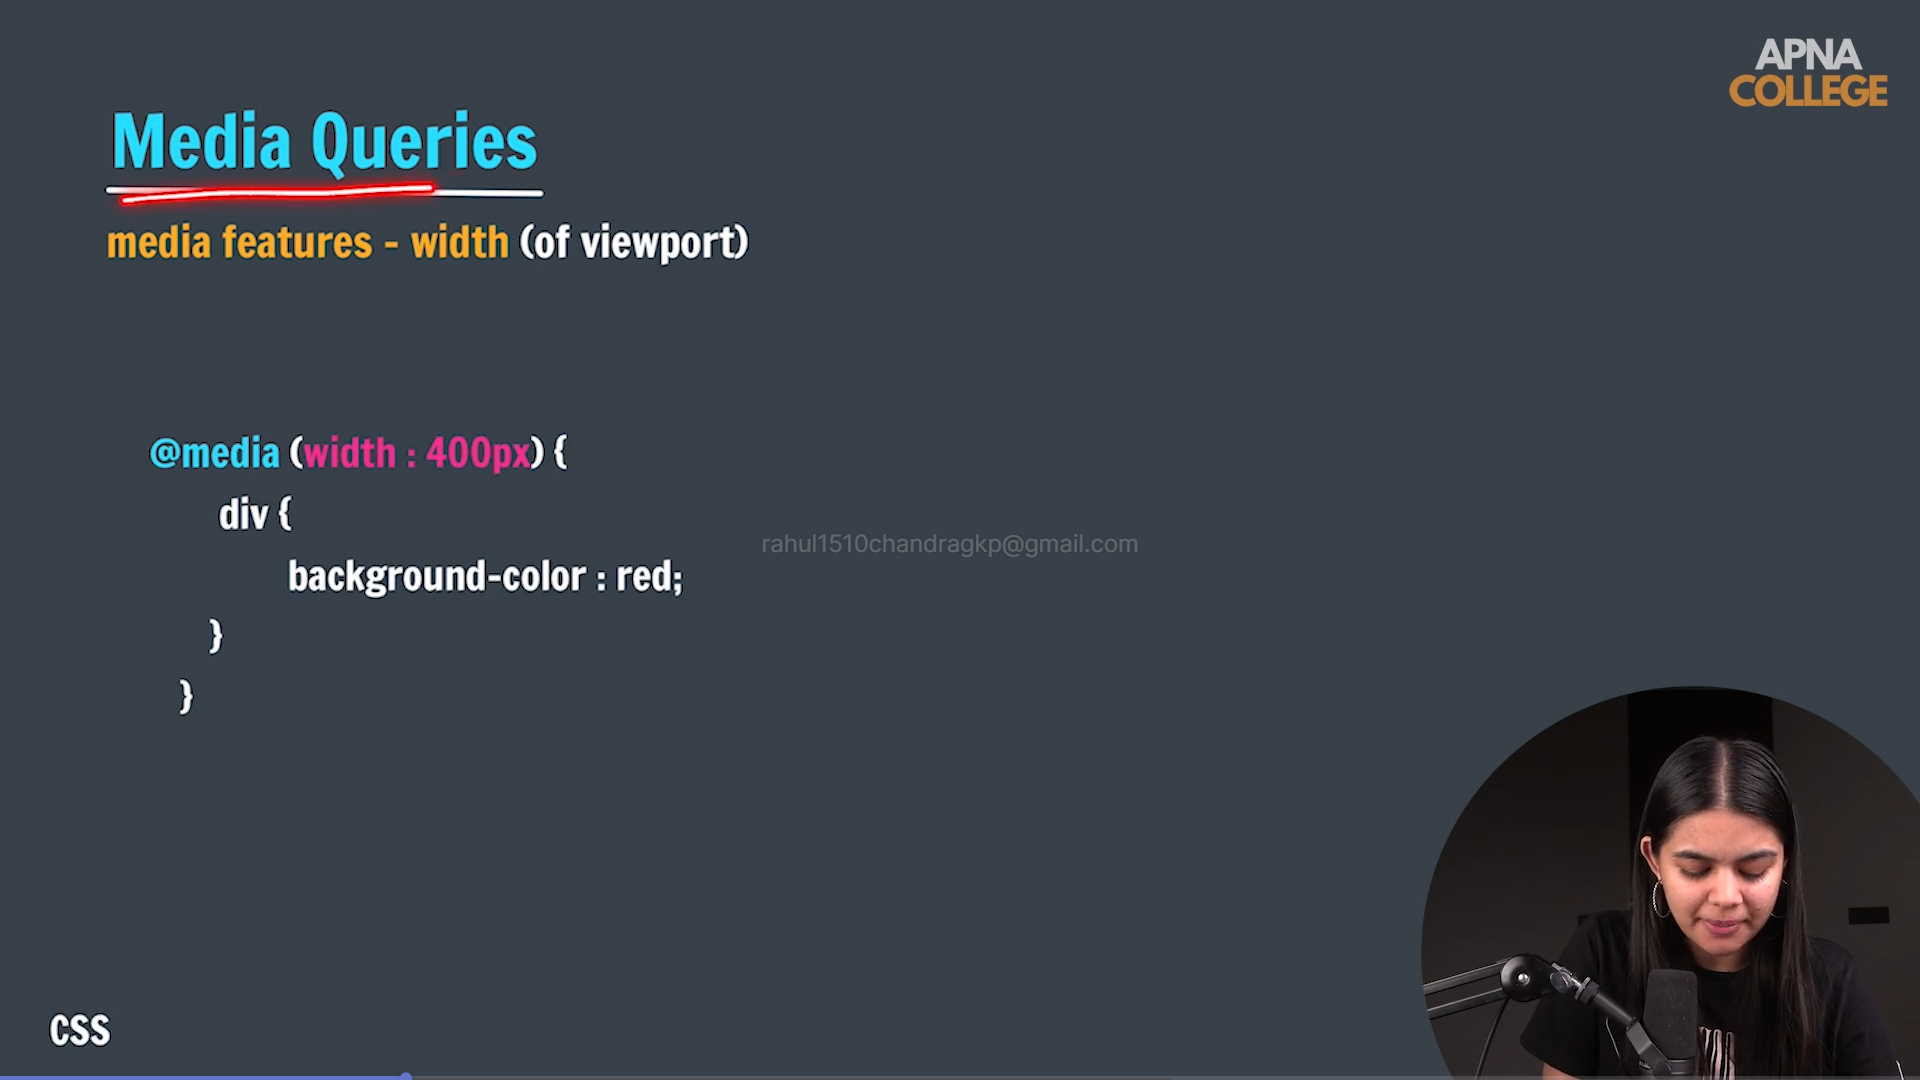 APNA
COLLEGE
Media Queries
media features - width (of viewport)
@media (width : 400px) {
div {
rahul1510chandragkp@gmail.com
background-color : red;
}
}
CSS